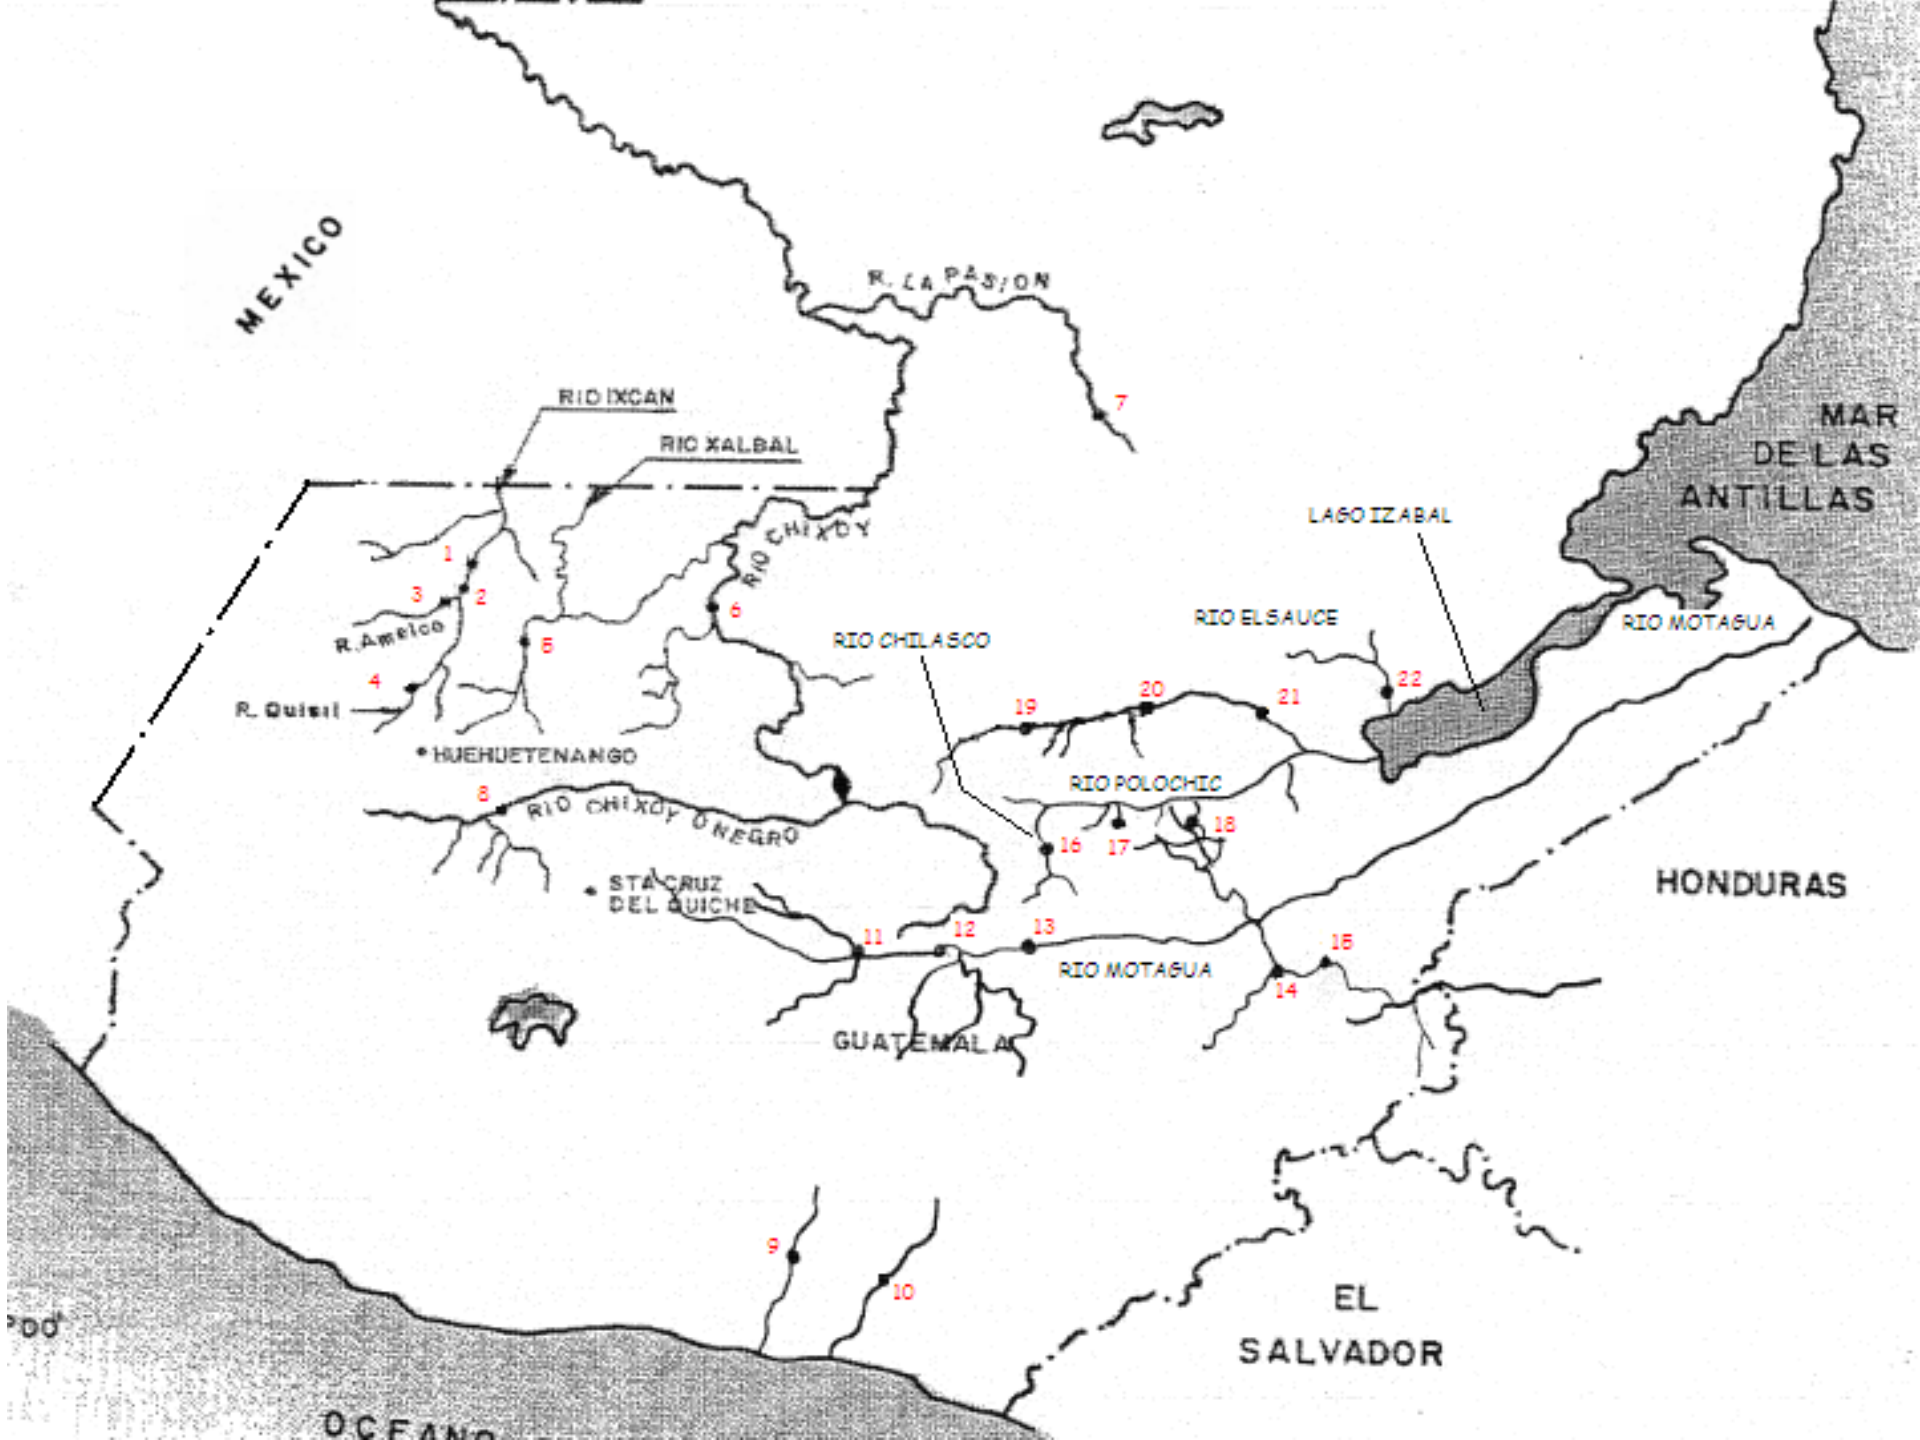 MEXICO
R. LA PASION
7
RIO IXCAN
RIO XALBAL
MAR
DE LAS
ANTILLAS
LAGO IZABAL
RIO CHIXOY
1
2
3
R. Amelco
4
R. Quisil
5
6
RIO CHILASCO
RIO EL SAUCE
RIO MOTAGUA
22
19
20
21
HUEHUETENANGO
8
RIO CHIXOY O NEGRO
RIO POLOCHIC
16
17
18
STA CRUZ
DEL QUICHE
HONDURAS
11
12
13
RIO MOTAGUA
14
15
GUATEMALA
9
10
EL
SALVADOR
OCEANO